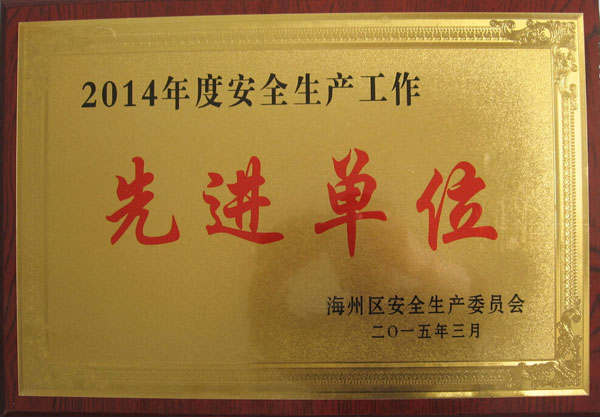 2014年度安全生产工作
先进单位
海州区安全生产委员会
二〇一五年三月